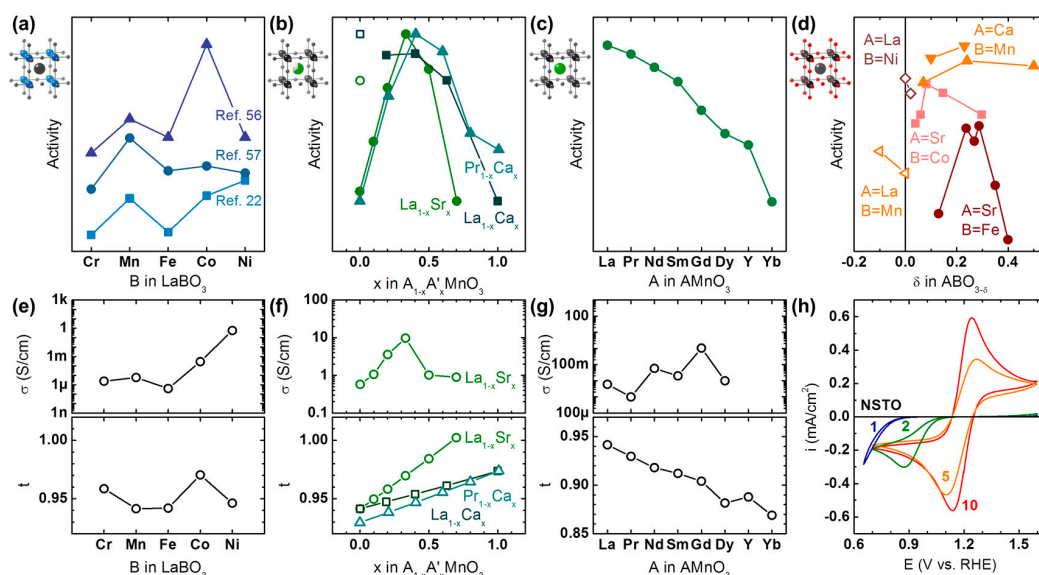 (a)
Activity
Ref. 56
Ref. 57
Ref. 22
Cr Mn Fe Co Ni
B in LaBO3
(b)
Activity
Pr1-xCax
La1-xSrx
La1-xCax
0.0 0.5 1.0
x in A1-xA'xMnO3
(c)
Activity
La Pr Nd Sm Gd Dy Y Yb
A in AMnO3
(d)
Activity
A=La
B=Ni
A=Ca
B=Mn
A=Sr
B=Co
A=La
B=Mn
A=Sr
B=Fe
-0.2 0.0 0.2 0.4
δ in ABO3-δ
(e)
σ (S/cm)
1k
1
1m
1μ
1n
t
1.00
0.95
Cr Mn Fe Co Ni
B in LaBO3
(f)
σ (S/cm)
100
10
1
0.1
La1-xSrx
t
1.00
0.95
La1-xSrx
Pr1-xCax
La1-xCax
0.0 0.5 1.0
x in A1-xA'xMnO3
(g)
σ (S/cm)
100
100m
100μ
t
0.95
0.90
0.85
La Pr Nd Sm Gd Dy Y Yb
A in AMnO3
(h)
i (mA/cm2)
0.6
0.4
0.2
0.0
-0.2
-0.4
-0.6
NSTO
1
2
5
10
0.6 0.9 1.2 1.5
E (V vs. RHE)